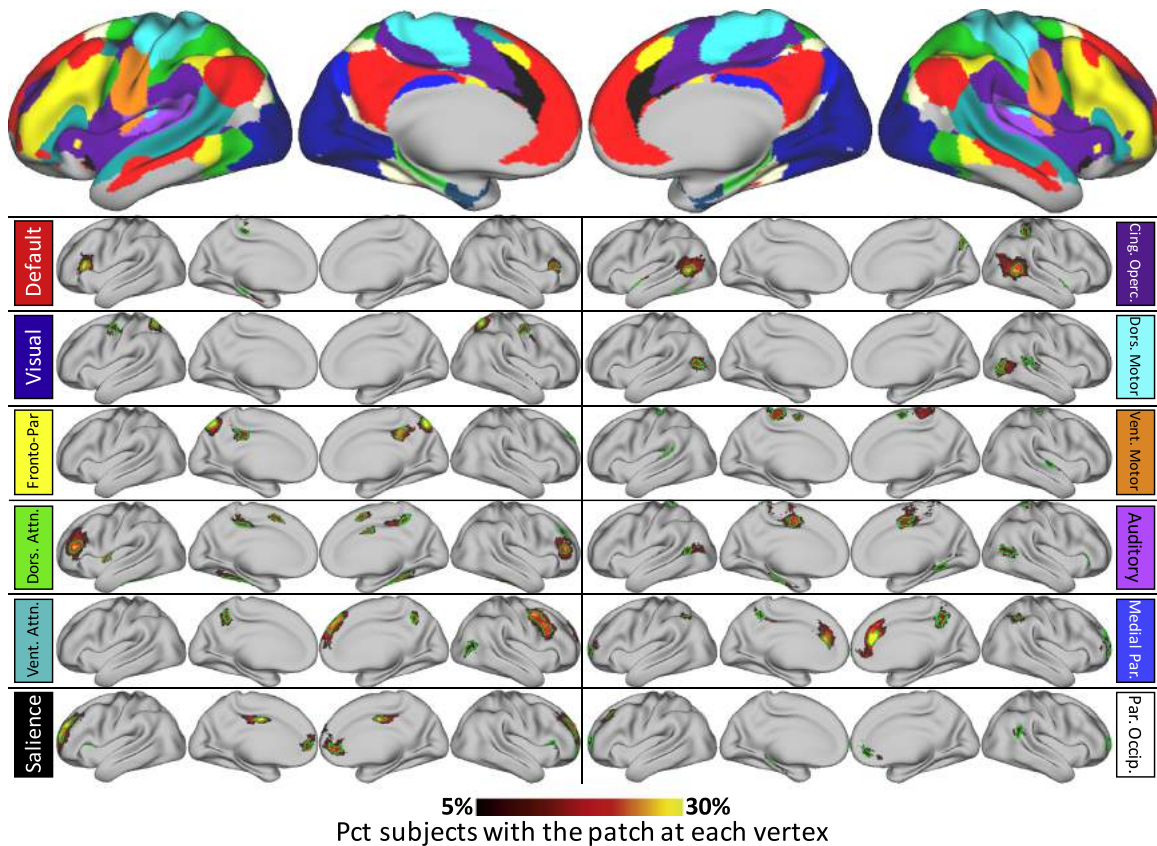 Default
Cing. Operc.
Visual
Dors. Motor
Fronto-Par
Vent. Motor
Dors. Attn.
Auditory
Vent. Attn.
Medial Par.
Salience
Par. Occip.
5% 30%
Pct subjects with the patch at each vertex